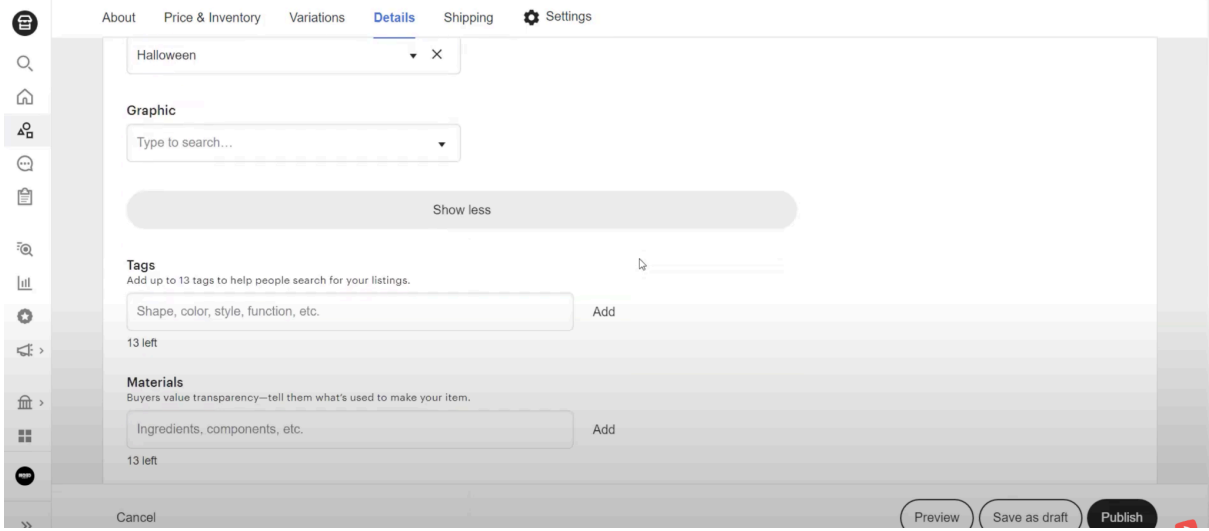 About Price & Inventory Variations Details Shipping Settings
Halloween
Graphic
Type to search...
Show less
Tags
Add up to 13 tags to help people search for your listings.
Shape, color, style, function, etc. Add
13 left
Materials
Buyers value transparency—tell them what's used to make your item.
Ingredients, components, etc. Add
13 left
Cancel Preview Save as draft Publish